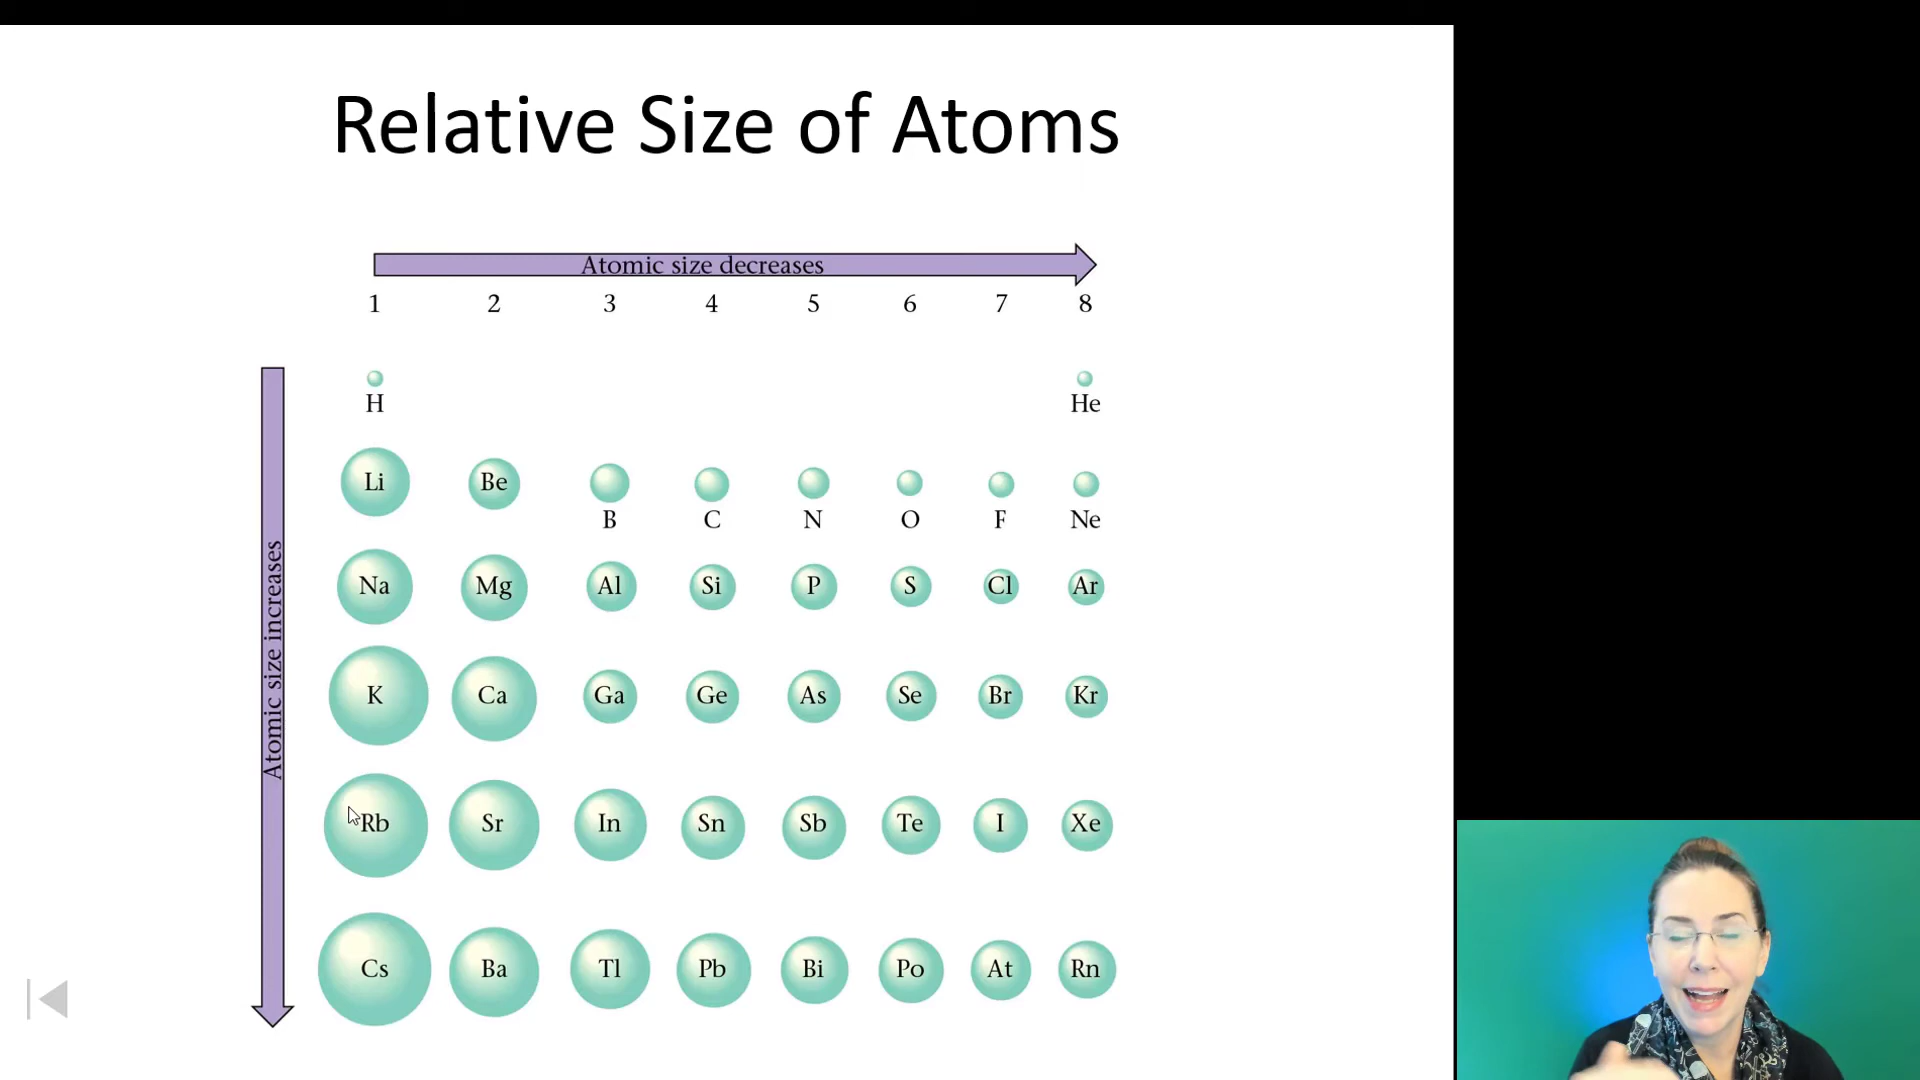 Relative Size of Atoms
Atomic size decreases
1 2 3 4 5 6 7 8
Atomic size increases
H He
Li Be B C N O F Ne
Na Mg Al Si P S Cl Ar
K Ca Ga Ge As Se Br Kr
Rb Sr In Sn Sb Te I Xe
Cs Ba Tl Pb Bi Po At Rn